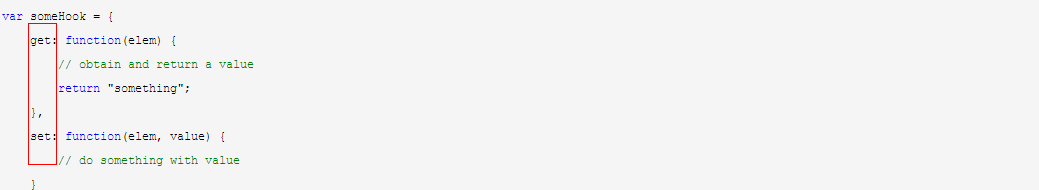 var someHook = {
get: function(elem) {
// obtain and return a value
return "something";
},
set: function(elem, value) {
// do something with value
}